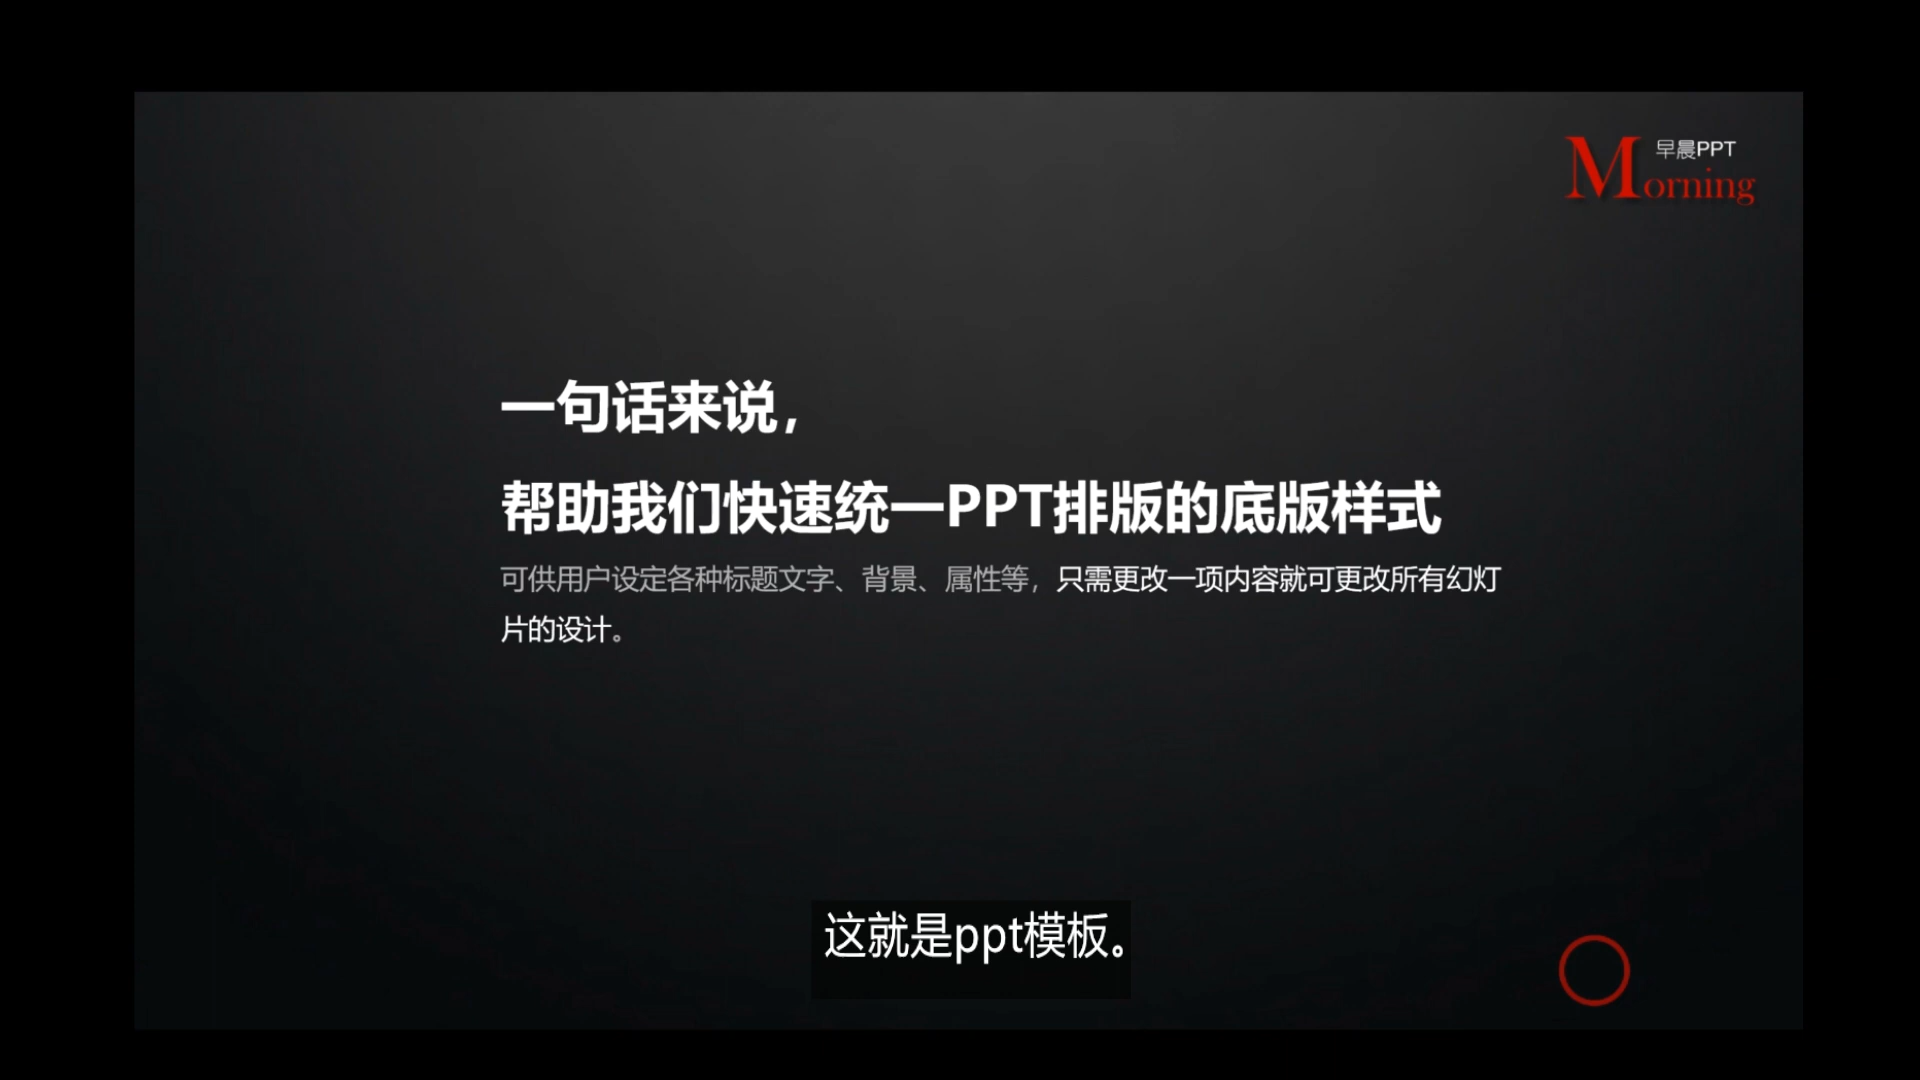 早晨PPT
Morning
一句话来说，
帮助我们快速统一PPT排版的底版样式
可供用户设定各种标题文字、背景、属性等，只需更改一项内容就可更改所有幻灯
片的设计。
这就是ppt模板。